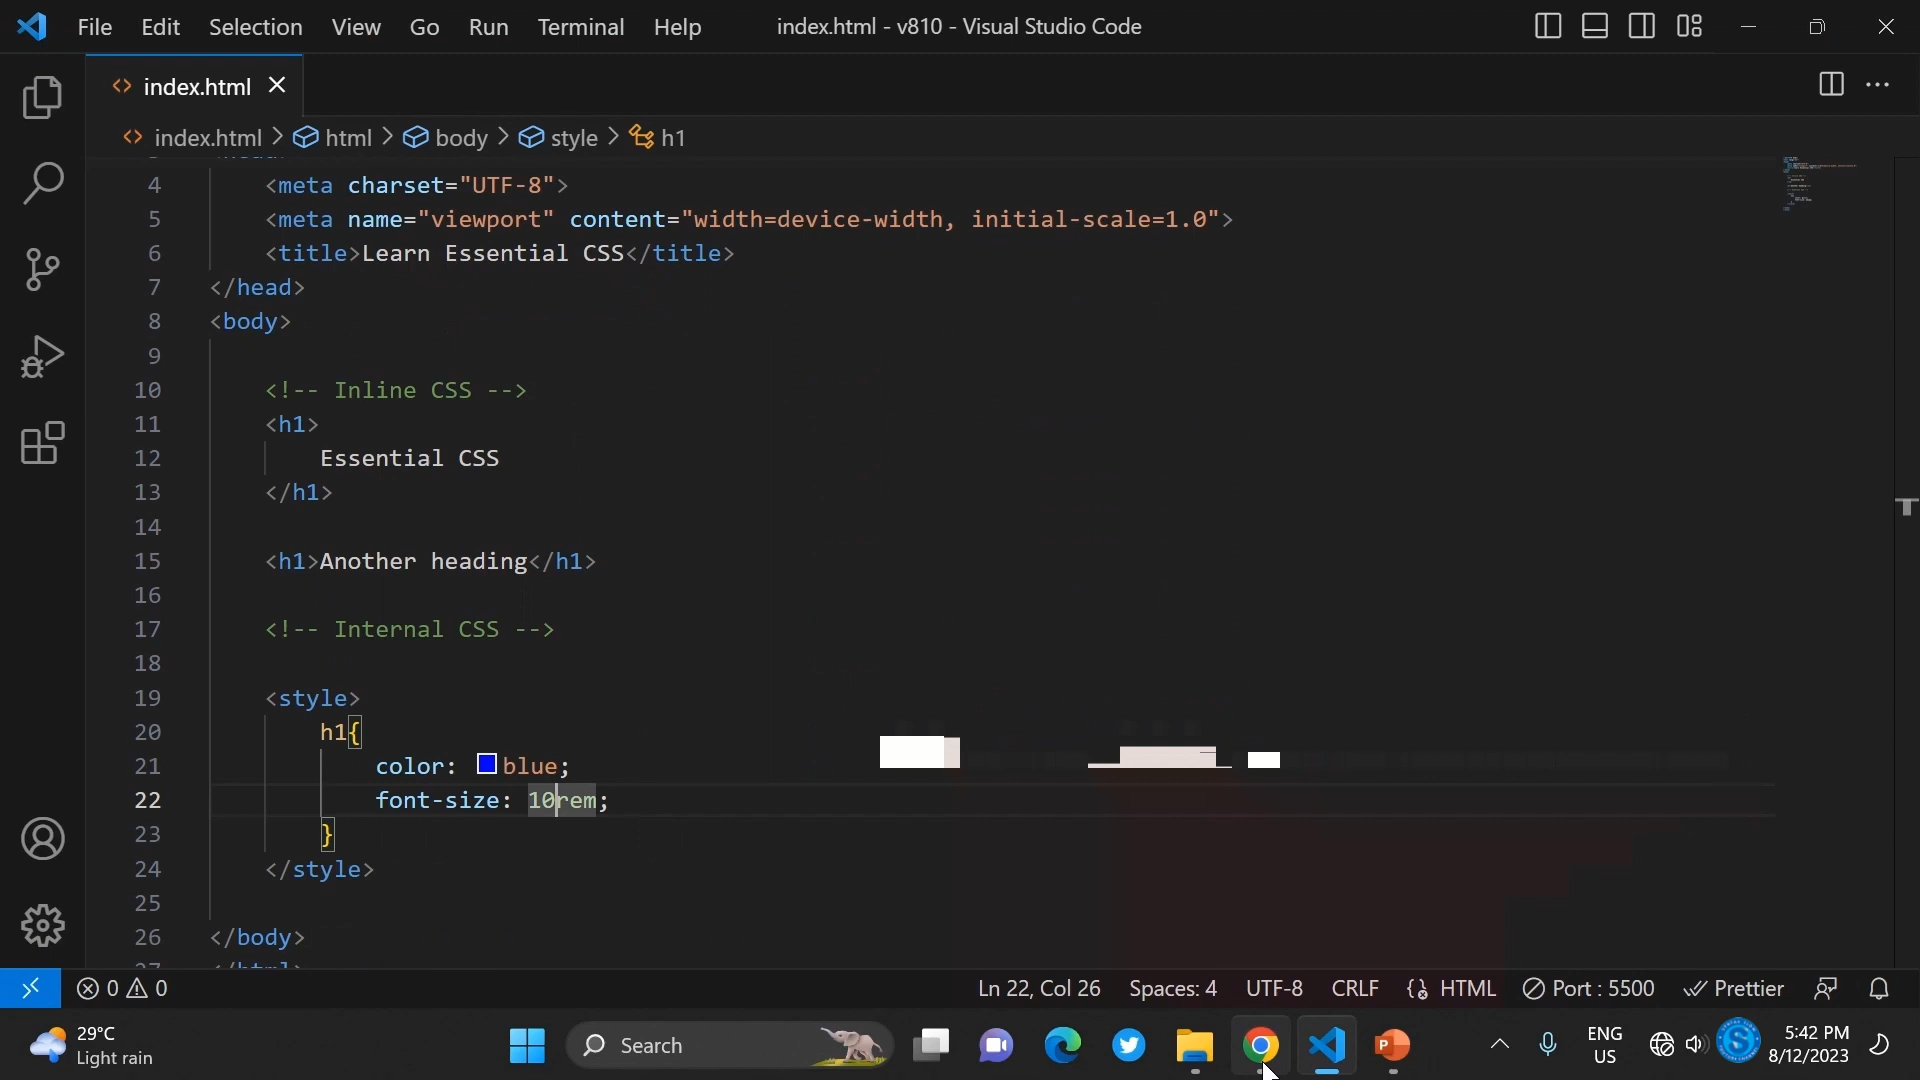 File Edit Selection View Go Run Terminal Help index.html - v810 - Visual Studio Code
index.html
index.html > html > body > style > h1
4 <meta charset="UTF-8">
5 <meta name="viewport" content="width=device-width, initial-scale=1.0">
6 <title>Learn Essential CSS</title>
7 </head>
8 <body>
9
10 <!-- Inline CSS -->
11 <h1>
12 Essential CSS
13 </h1>
14
15 <h1>Another heading</h1>
16
17 <!-- Internal CSS -->
18
19 <style>
20 h1{
21 color: blue;
22 font-size: 10rem;
23 }
24 </style>
25
26 </body>
0 0 Ln 22, Col 26 Spaces: 4 UTF-8 CRLF HTML Port : 5500 Prettier
29°C
Light rain
Search
ENG
US
5:42 PM
8/12/2023